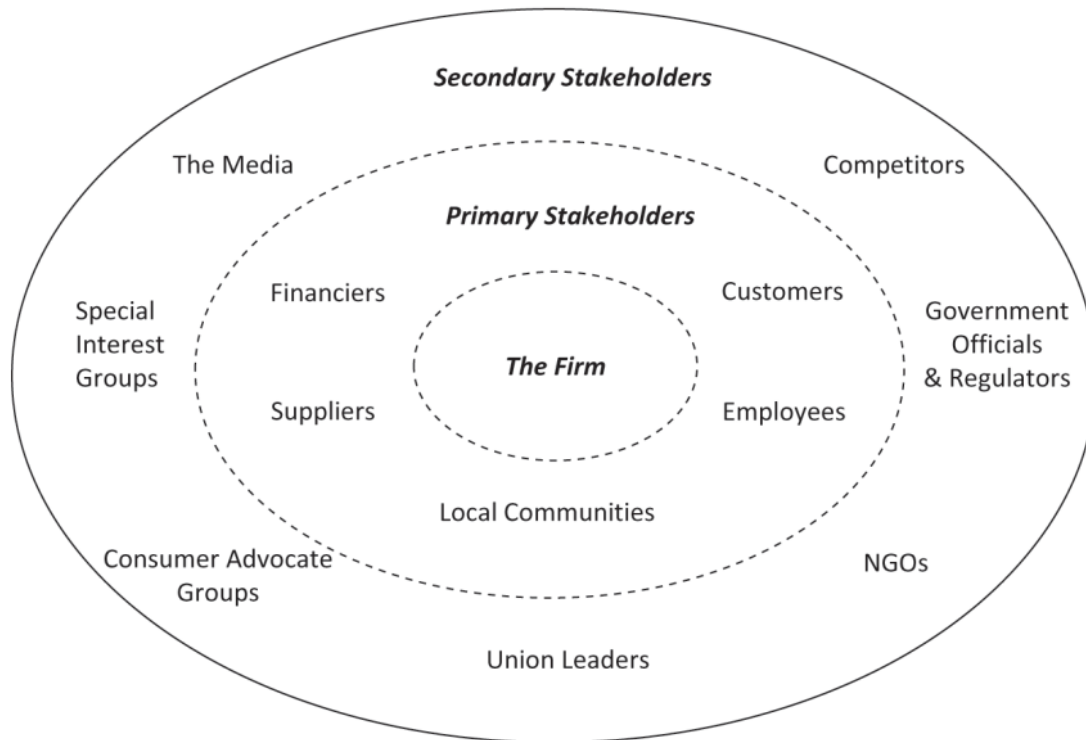 Secondary Stakeholders
The Media
Competitors
Primary Stakeholders
Financiers
Customers
Special
Interest
Groups
Government
Officials
& Regulators
The Firm
Suppliers
Employees
Local Communities
Consumer Advocate
Groups
NGOs
Union Leaders